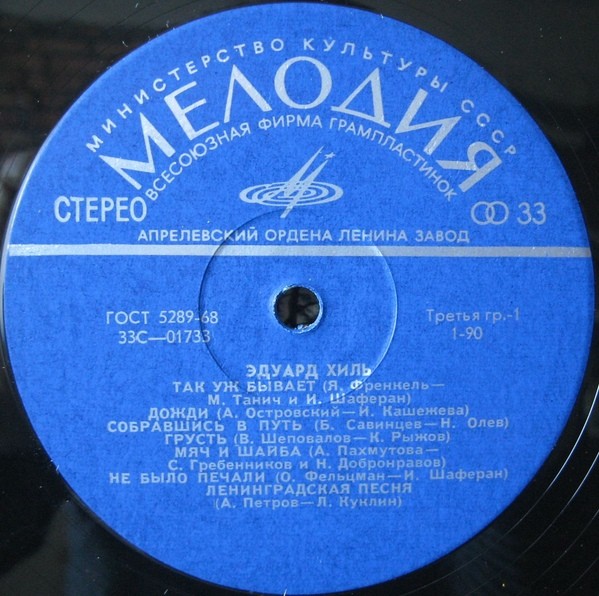 МИНИСТЕРСТВО КУЛЬТУРЫ СССР
МЕЛОДИЯ
ВСЕСОЮЗНАЯ ФИРМА ГРАМПЛАСТИНОК
СТЕРЕО
33
АПРЕЛЕВСКИЙ ОРДЕНА ЛЕНИНА ЗАВОД
ГОСТ 5289-68
33С—01733
Третья гр.-1
1-90
ЭДУАРД ХИЛЬ
ТАК УЖ БЫВАЕТ (Я. Френкель—
М. Танич и И. Шаферан)
ДОЖДИ (А. Островский—И. Кашежева)
СОБРАВШИСЬ В ПУТЬ (Б. Савинцев—Н. Олев)
ГРУСТЬ (В. Шеповалов—К. Рыжов)
МЯЧ И ШАЙБА (А. Пахмутова—
С. Гребенников и Н. Добронравов)
НЕ БЫЛО ПЕЧАЛИ (О. Фельцман—И. Шаферан)
ЛЕНИНГРАДСКАЯ ПЕСНЯ
(А. Петров—Л. Куклин)